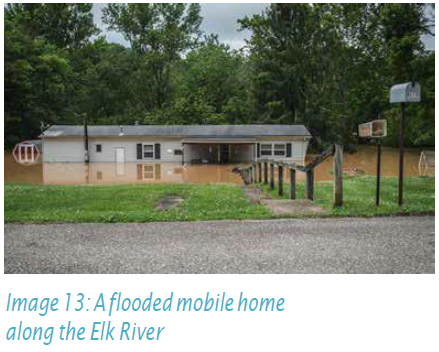 Image 13: A flooded mobile home
along the Elk River